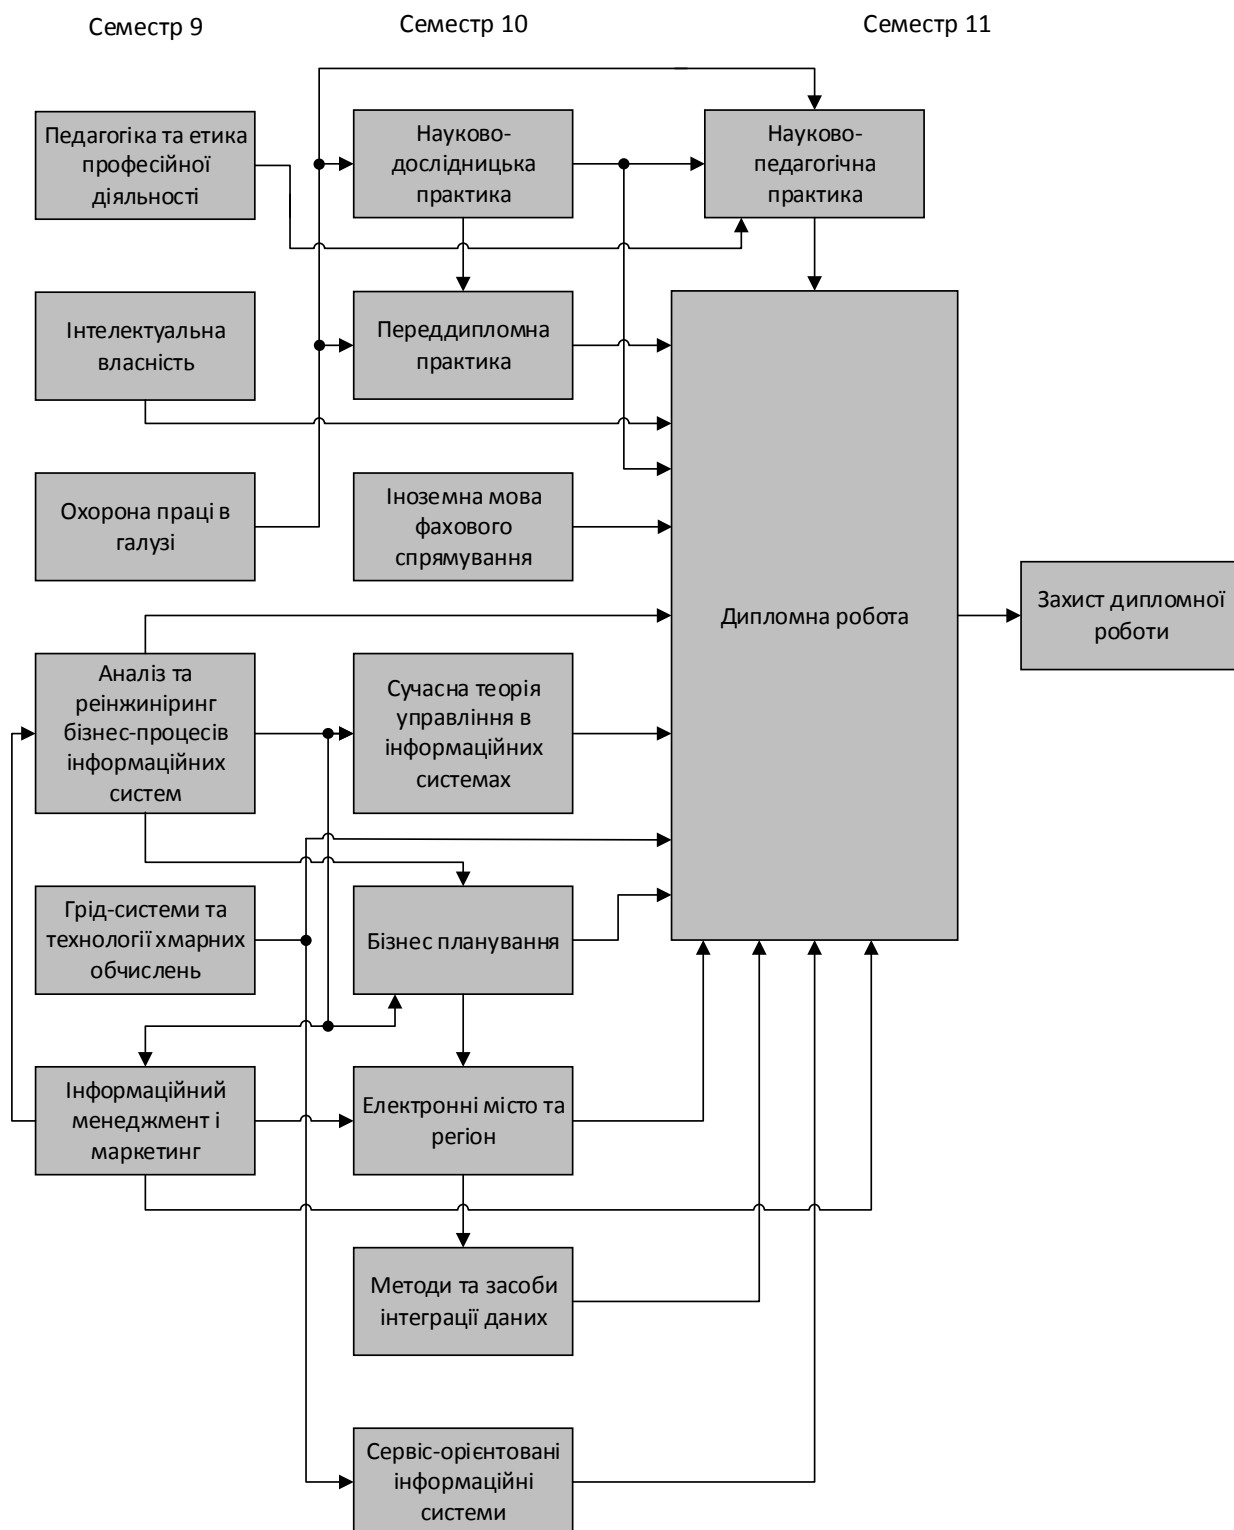 Семестр 9
Семестр 10
Семестр 11
Педагогіка та етика
професійної
діяльності
Науково-
дослідницька
практика
Науково-
педагогічна
практика
Інтелектуальна
власність
Переддипломна
практика
Охорона праці в
галузі
Іноземна мова
фахового
спрямування
Дипломна робота
Захист дипломної
роботи
Аналіз та
реінжиніринг
бізнес-процесів
інформаційних
систем
Сучасна теорія
управління в
інформаційних
системах
Грід-системи та
технології хмарних
обчислень
Бізнес планування
Інформаційний
менеджмент і
маркетинг
Електронні місто та
регіон
Методи та засоби
інтеграції даних
Сервіс-орієнтовані
інформаційні
системи